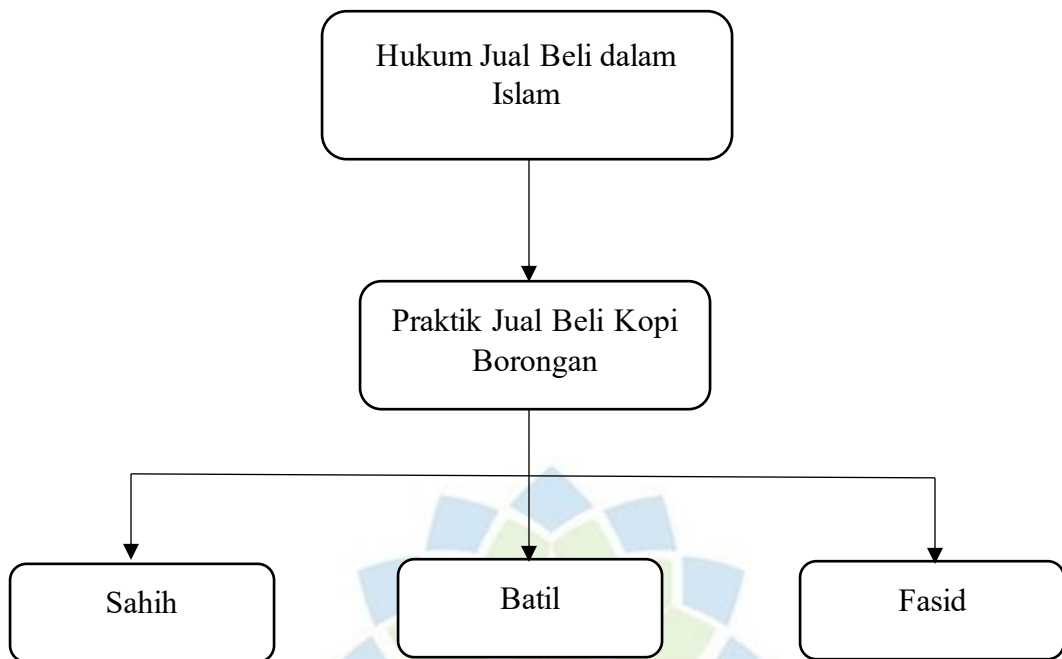 Hukum Jual Beli dalam
Islam
Praktik Jual Beli Kopi
Borongan
Sahih
Batil
Fasid